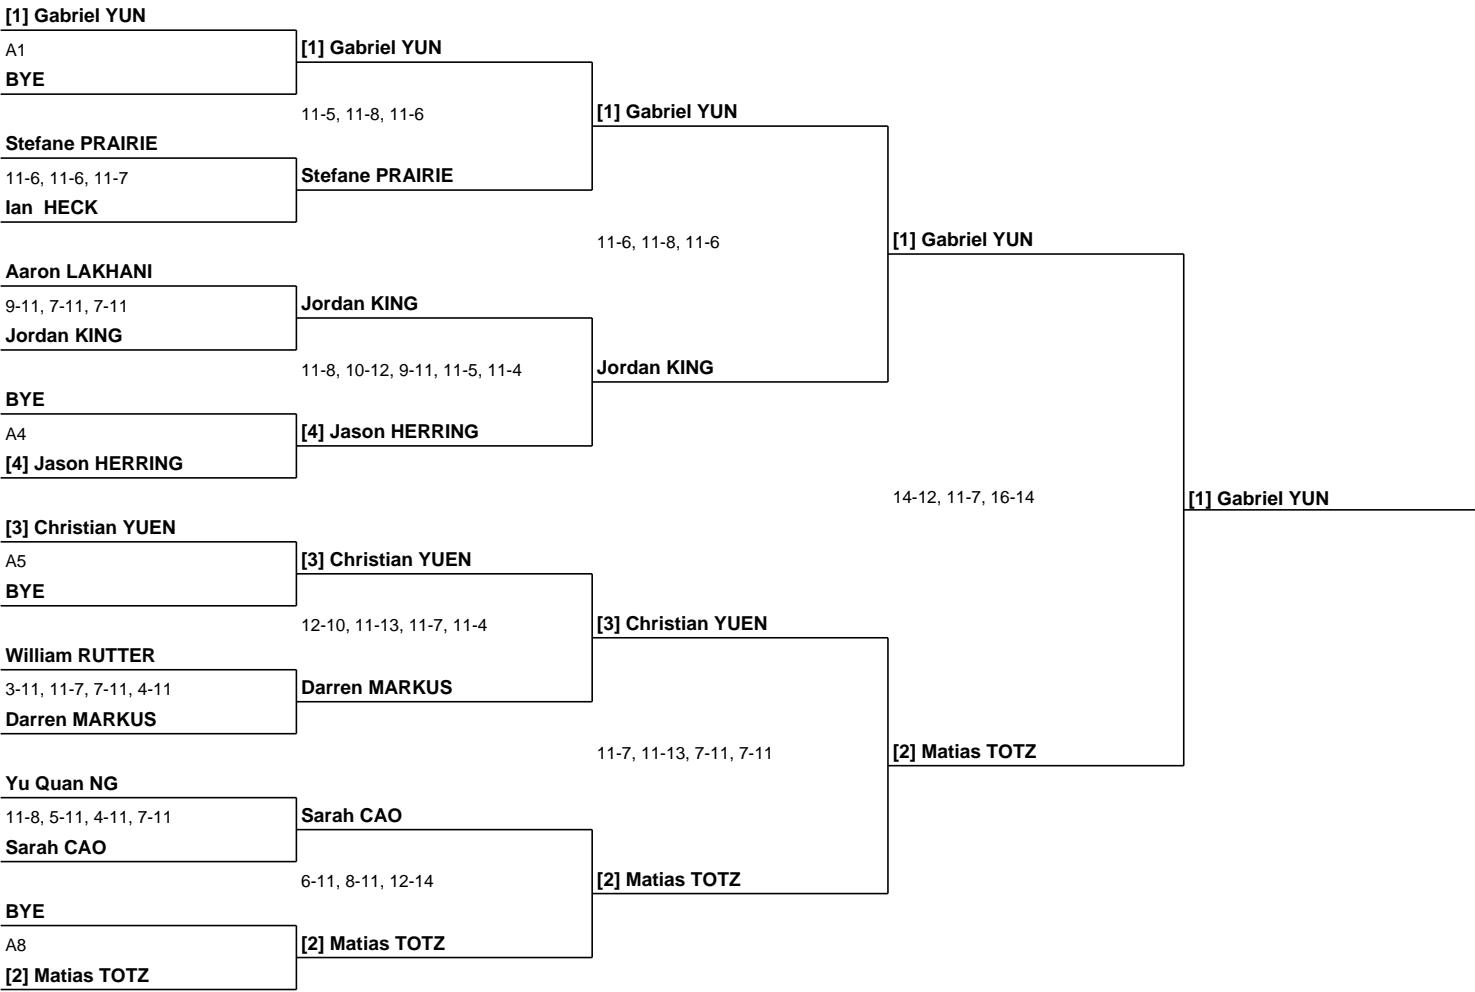 [1] Gabriel YUN
A1
BYE
Stefane PRAIRIE
11-6, 11-6, 11-7
Ian  HECK
Aaron LAKHANI
9-11, 7-11, 7-11
Jordan KING
BYE
A4
[4] Jason HERRING
[3] Christian YUEN
A5
BYE
William RUTTER
3-11, 11-7, 7-11, 4-11
Darren MARKUS
Yu Quan NG
11-8, 5-11, 4-11, 7-11
Sarah CAO
BYE
A8
[2] Matias TOTZ
[1] Gabriel YUN
11-5, 11-8, 11-6
Stefane PRAIRIE
Jordan KING
11-8, 10-12, 9-11, 11-5, 11-4
[4] Jason HERRING
[3] Christian YUEN
12-10, 11-13, 11-7, 11-4
Darren MARKUS
Sarah CAO
6-11, 8-11, 12-14
[2] Matias TOTZ
[1] Gabriel YUN
11-6, 11-8, 11-6
Jordan KING
[3] Christian YUEN
11-7, 11-13, 7-11, 7-11
[2] Matias TOTZ
[1] Gabriel YUN
14-12, 11-7, 16-14
[2] Matias TOTZ
[1] Gabriel YUN